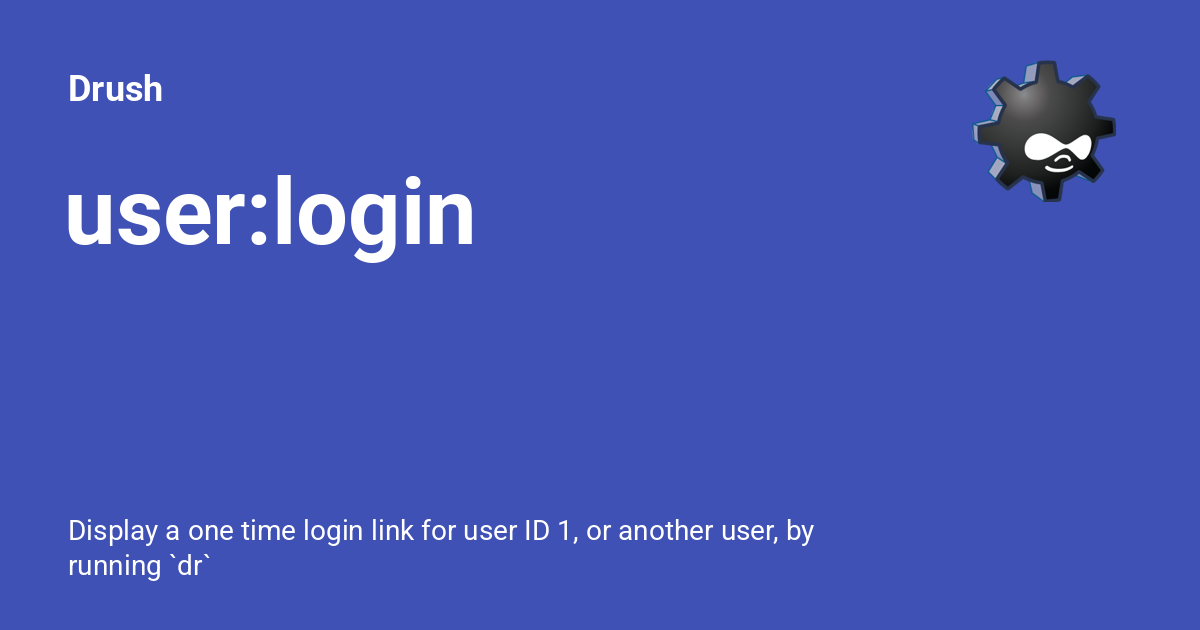 Drush
user:login
Display a one time login link for user ID 1, or another user, by
running `dr`